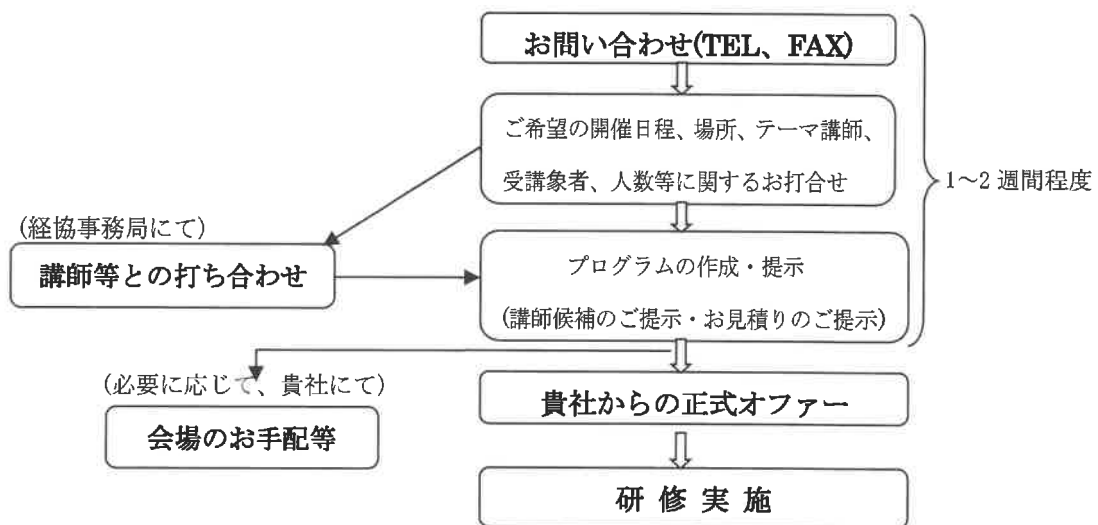 お問い合わせ(TEL、FAX)
ご希望の開催日程、場所、テーマ講師、
受講象者、人数等に関するお打合せ
1~2 週間程度
(経協事務局にて)
講師等との打ち合わせ
プログラムの作成・提示
(講師候補のご提示・お見積りのご提示)
(必要に応じて、貴社にて)
会場のお手配等
貴社からの正式オファー
研 修 実 施